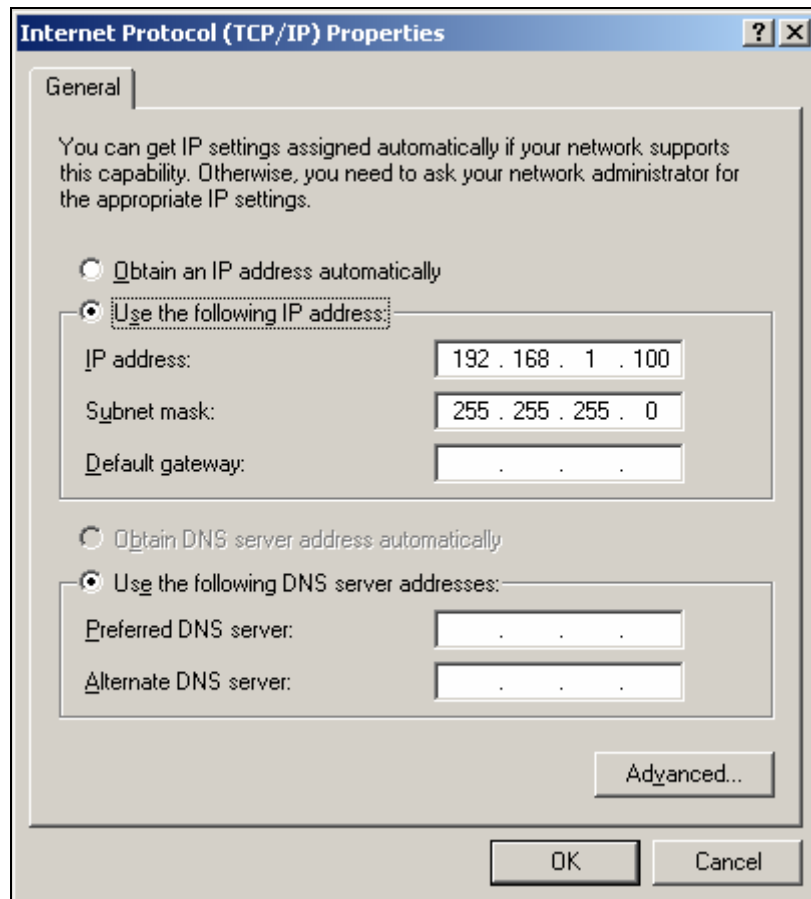 Internet Protocol (TCP/IP) Properties
General
You can get IP settings assigned automatically if your network supports
this capability. Otherwise, you need to ask your network administrator for
the appropriate IP settings.
Obtain an IP address automatically
Use the following IP address:
IP address: 192 . 168 . 1 . 100
Subnet mask: 255 . 255 . 255 . 0
Default gateway: . . .
Obtain DNS server address automatically
Use the following DNS server addresses:
Preferred DNS server: . . .
Alternate DNS server: . . .
Advanced...
OK Cancel